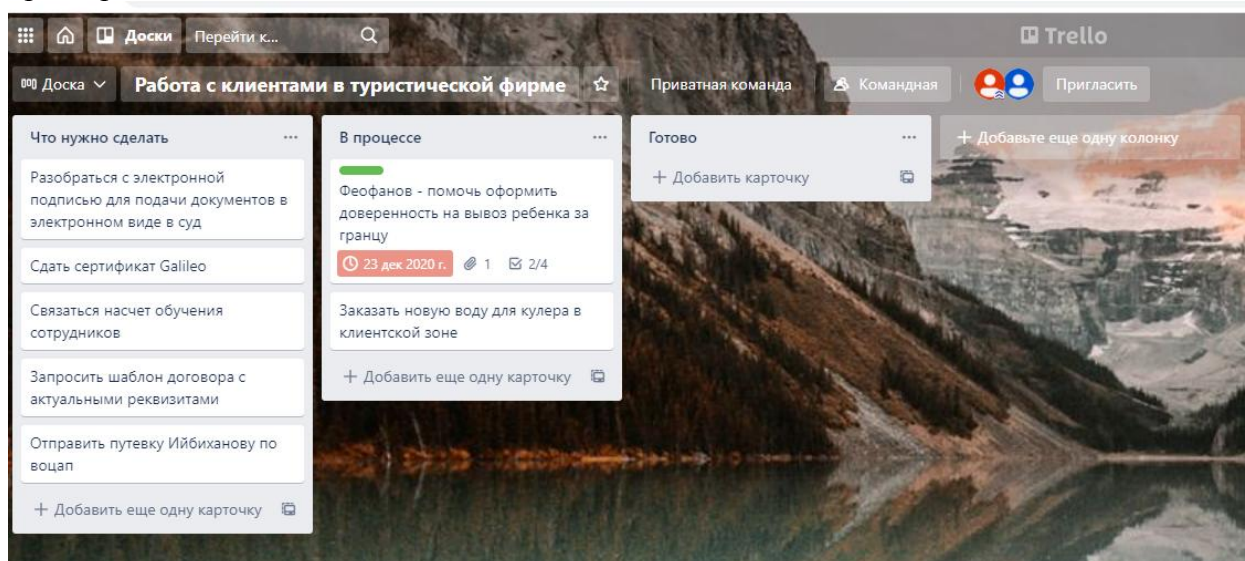 Доски
Перейти к...
Trello
Доска
Работа с клиентами в туристической фирме
Приватная команда
Командная
Пригласить
Что нужно сделать
Разобраться с электронной
подписью для подачи документов в
электронном виде в суд
Сдать сертификат Galileo
Связаться насчет обучения
сотрудников
Запросить шаблон договора с
актуальными реквизитами
Отправить путевку Ийбиханову по
воцап
+ Добавить еще одну карточку
В процессе
Феофанов - помочь оформить
доверенность на вывоз ребенка за
гранцу
23 дек 2020 г. 1 2/4
Заказать новую воду для кулера в
клиентской зоне
+ Добавить еще одну карточку
Готово
+ Добавить карточку
+ Добавьте еще одну колонку